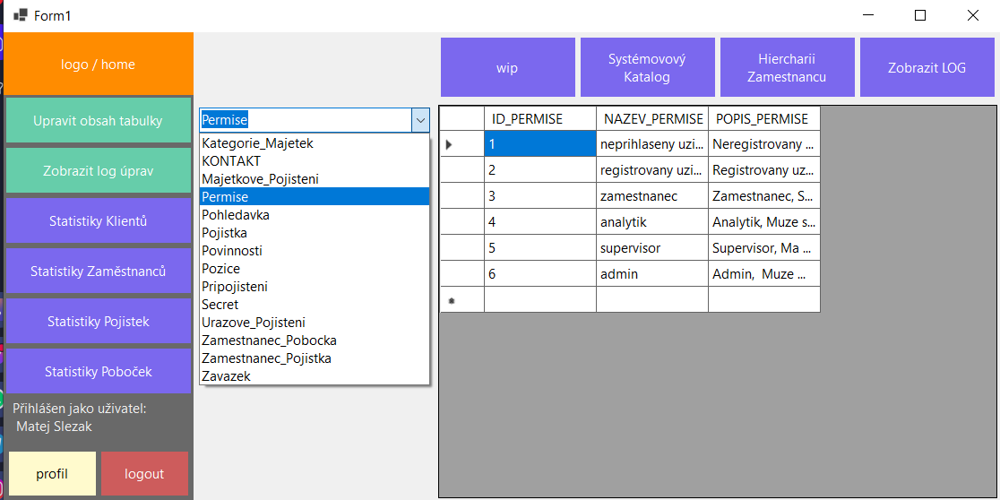 Form1
logo / home
Upravit obsah tabulky
Zobrazit log úprav
Statistiky Klientů
Statistiky Zaměstnanců
Statistiky Pojistek
Statistiky Poboček
Přihlášen jako uživatel:
Matej Slezak
profil
logout
wip
Systémovový
Katalog
Hiercharii
Zamestnancu
Zobrazit LOG
Permise
Kategorie_Majetek
KONTAKT
Majetkove_Pojisteni
Permise
Pohledavka
Pojistka
Povinnosti
Pozice
Pripojisteni
Secret
Urazove_Pojisteni
Zamestnanec_Pobocka
Zamestnanec_Pojistka
Zavazek
ID_PERMISE NAZEV_PERMISE POPIS_PERMISE
1 neprihlaseny uzi... Neregistrovany ...
2 registrovany uzi... Registrovany uz...
3 zamestnanec Zamestnanec, S...
4 analytik Analytik, Muze s...
5 supervisor Supervisor, Ma ...
6 admin Admin, Muze ...